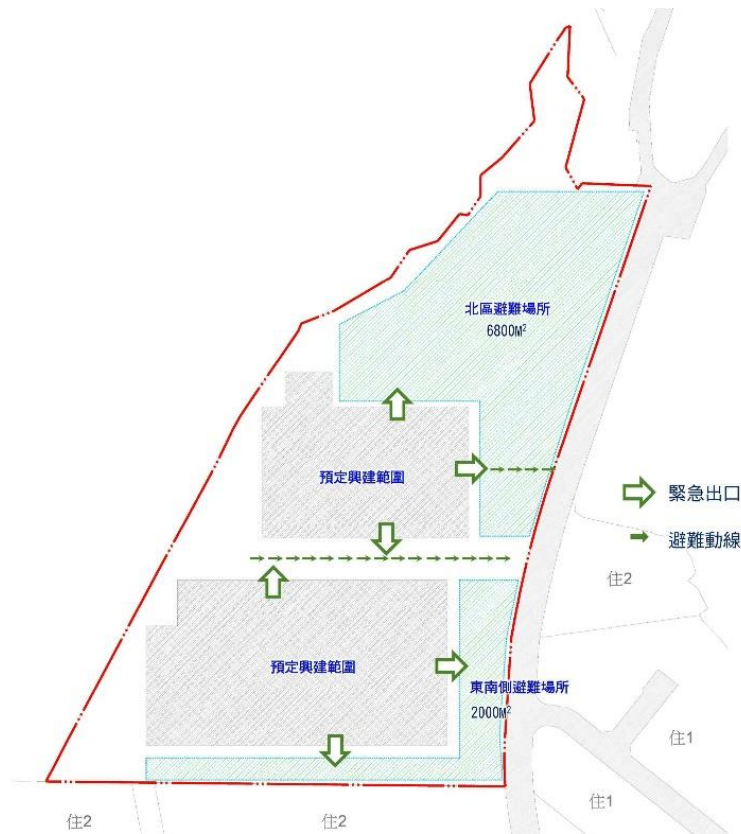 北區避難場所
6800M²
預定興建範圍
緊急出口
避難動線
住2
預定興建範圍
東南側避難場所
2000M²
住1
住1
住2
住2